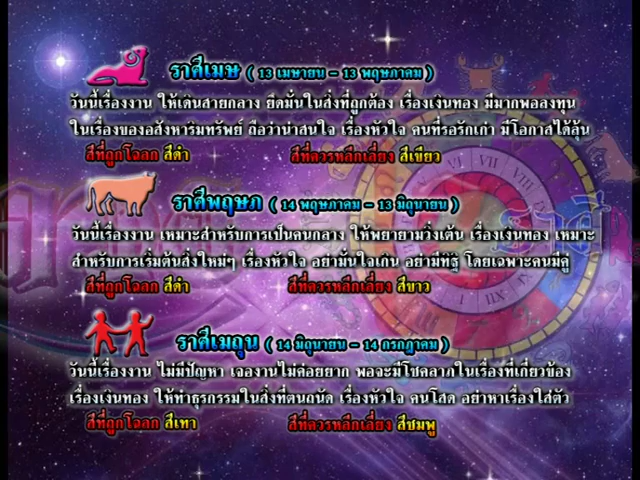 ราศีเมษ ( 13 เมษายน - 13 พฤษภาคม )
วันนี้เรื่องงาน ให้เดินสายกลาง ยึดมั่นในสิ่งที่ถูกต้อง เรื่องเงินทอง มีมากพอลงทุน
ในเรื่องของอสังหาริมทรัพย์ ถือว่าน่าสนใจ เรื่องหัวใจ คนที่รอรักเก่า มีโอกาสได้ลุ้น
สีที่ถูกโฉลก สีดำ สีที่ควรหลีกเลี่ยง สีเขียว
ราศีพฤษภ ( 14 พฤษภาคม - 13 มิถุนายน )
วันนี้เรื่องงาน เหมาะสำหรับการเป็นคนกลาง ให้พยายามวิ่งเต้น เรื่องเงินทอง เหมาะ
สำหรับการเริ่มต้นสิ่งใหม่ๆ เรื่องหัวใจ อย่ามั่นใจเกิน อย่ามีทิฐิ โดยเฉพาะคนมีคู่
สีที่ถูกโฉลก สีดำ สีที่ควรหลีกเลี่ยง สีขาว
ราศีเมถุน ( 14 มิถุนายน - 14 กรกฎาคม )
วันนี้เรื่องงาน ไม่มีปัญหา เจองานไม่ค่อยยาก พอจะมีโชคลาภในเรื่องที่เกี่ยวข้อง
เรื่องเงินทอง ให้ทำธุรกรรมในสิ่งที่ตนถนัด เรื่องหัวใจ คนโสด อย่าหาเรื่องใส่ตัว
สีที่ถูกโฉลก สีเทา สีที่ควรหลีกเลี่ยง สีชมพู